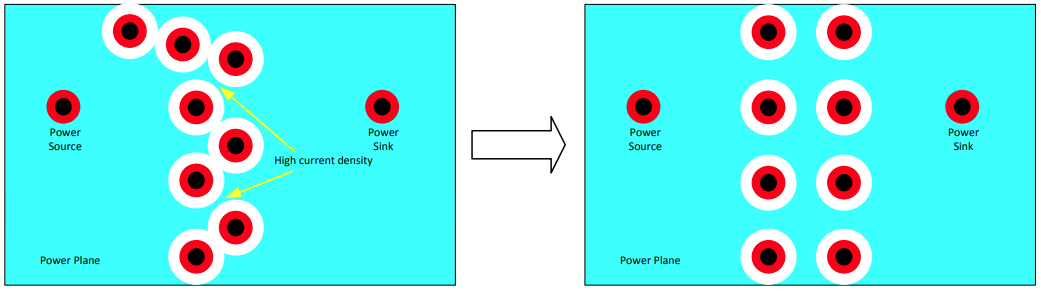 Power
Source
Power
Sink
High current density
Power Plane
Power
Source
Power
Sink
Power Plane